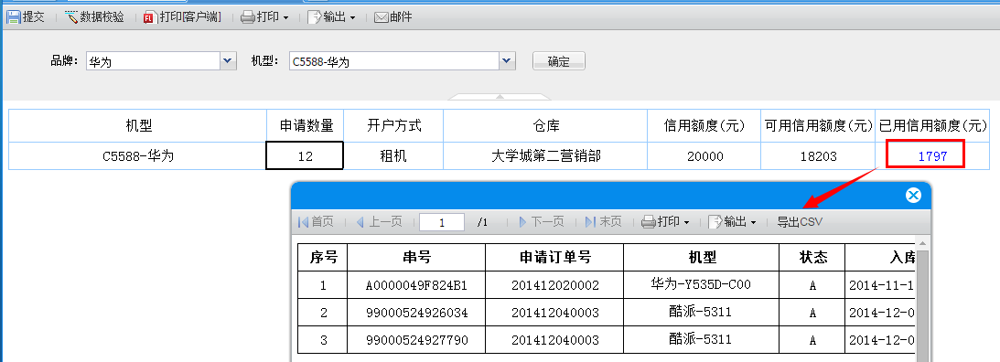 提交 数据校验 打印[客户端] 打印 输出 邮件
品牌: 华为 机型: C5588-华为 确定
机型 申请数量 开户方式 仓库 信用额度(元) 可用信用额度(元) 已用信用额度(元)
C5588-华为 12 租机 大学城第二营销部 20000 18203 1797
首页 上一页 1 /1 下一页 末页 打印 输出 导出CSV
序号 串号 申请订单号 机型 状态 入库
1 A0000049F824B1 201412020002 华为-Y535D-C00 A 2014-11-1
2 99000524926034 201412040003 酷派-5311 A 2014-12-0
3 99000524927790 201412040003 酷派-5311 A 2014-12-0